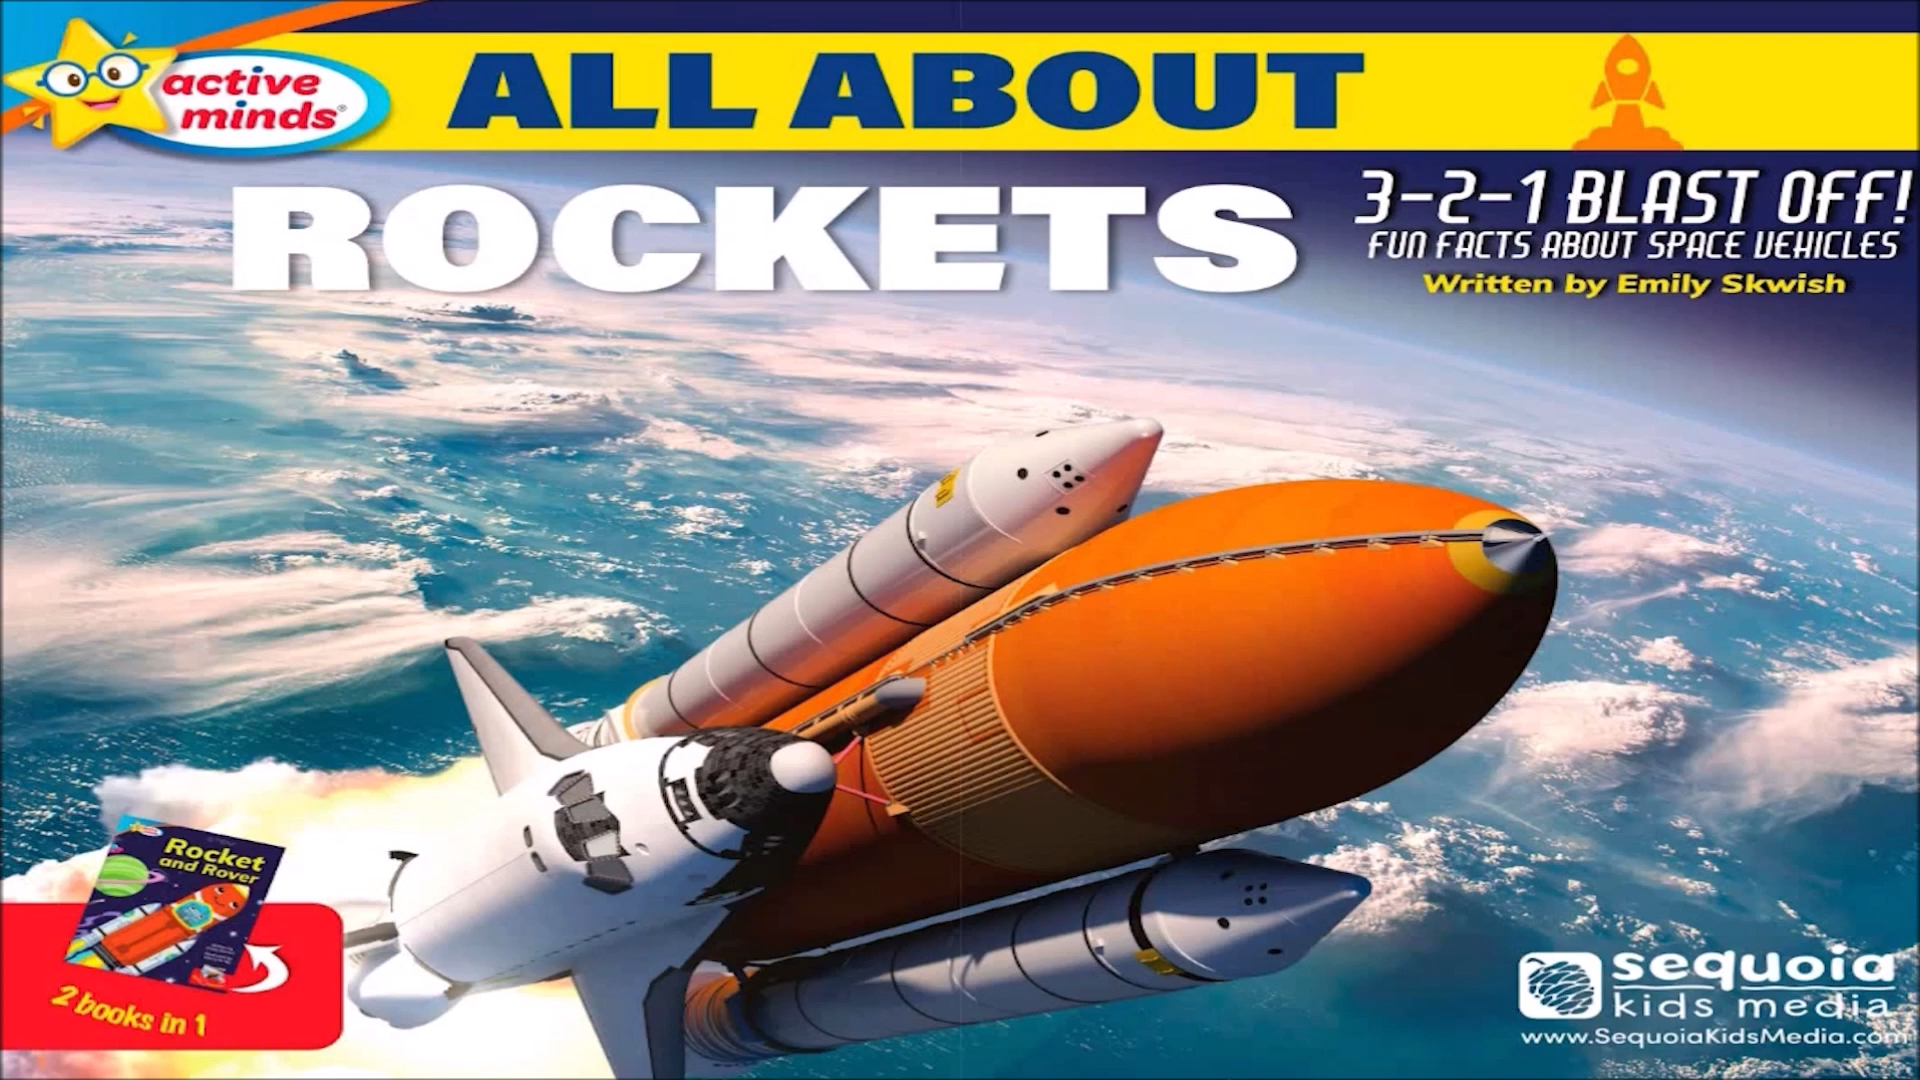 active
minds
ALL ABOUT
ROCKETS
3-2-1 BLAST OFF!
FUN FACTS ABOUT SPACE VEHICLES
Written by Emily Skwish
Rocket
and Rover
2 books in 1
sequoia
kids media
www.SequoiaKidsMedia.com